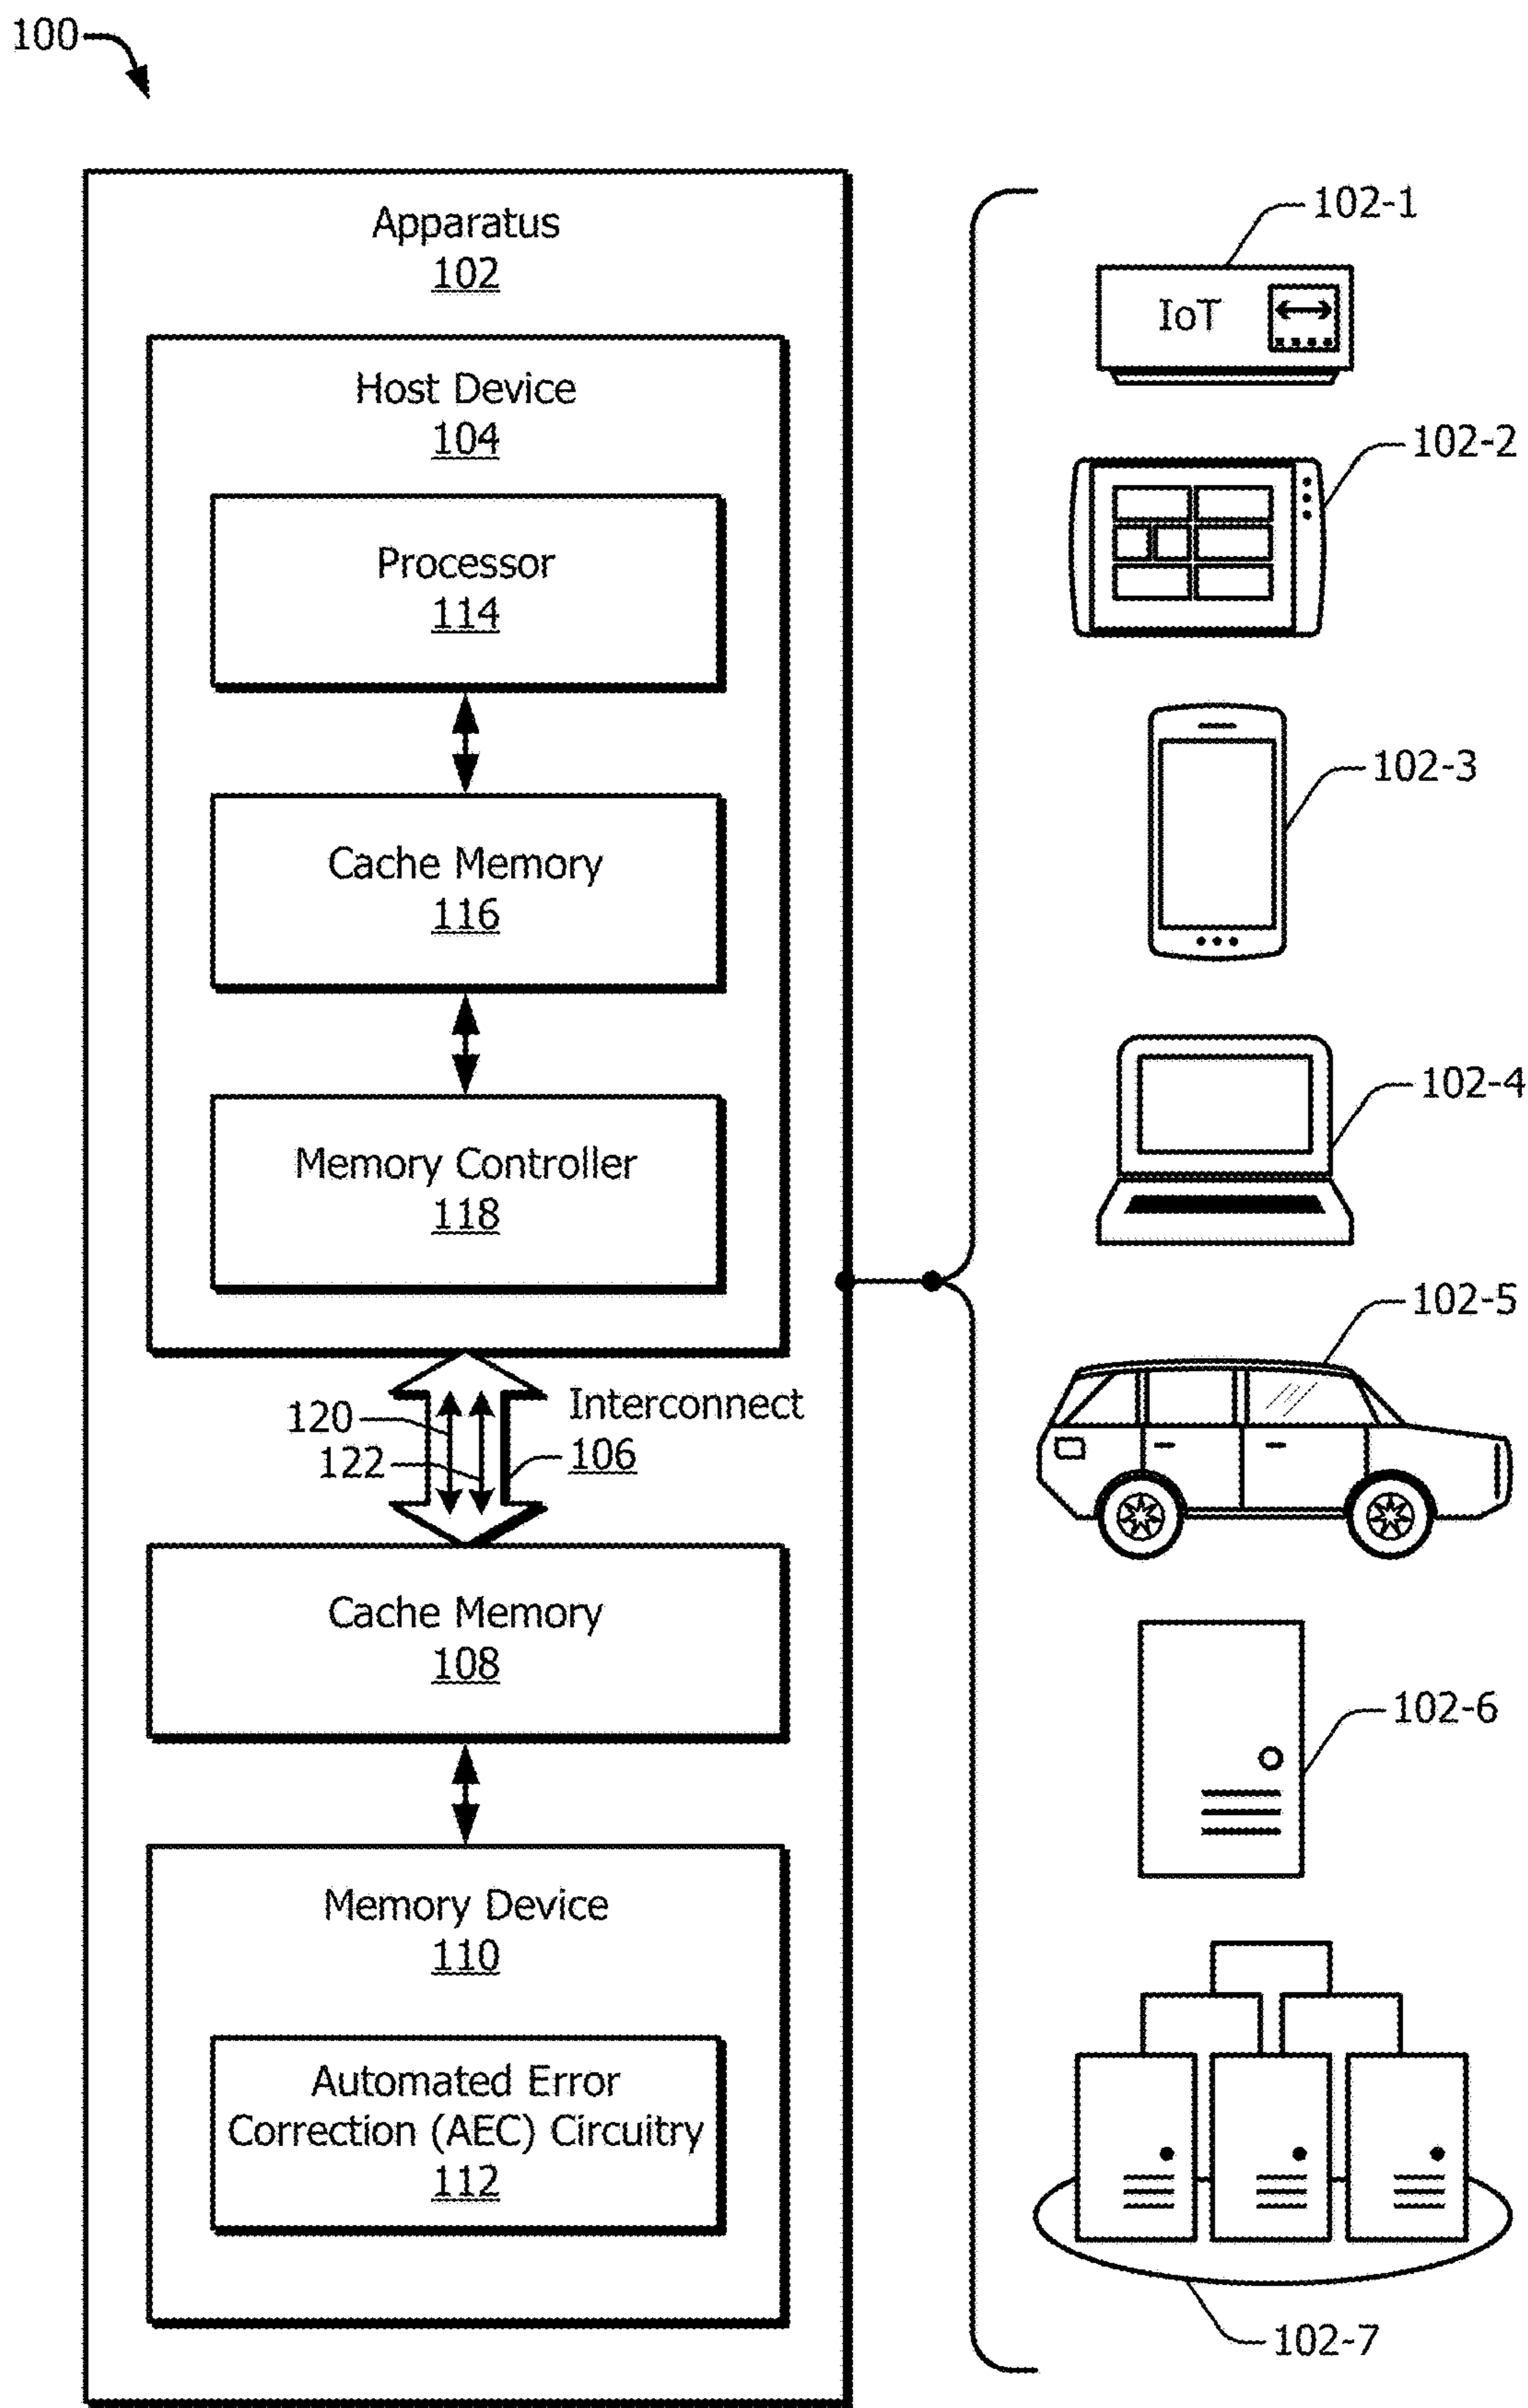 100
Apparatus
102
Host Device
104
Processor
114
Cache Memory
116
Memory Controller
118
120
122
Interconnect
106
Cache Memory
108
Memory Device
110
Automated Error
Correction (AEC) Circuitry
112
102-1
IoT
102-2
102-3
102-4
102-5
102-6
102-7